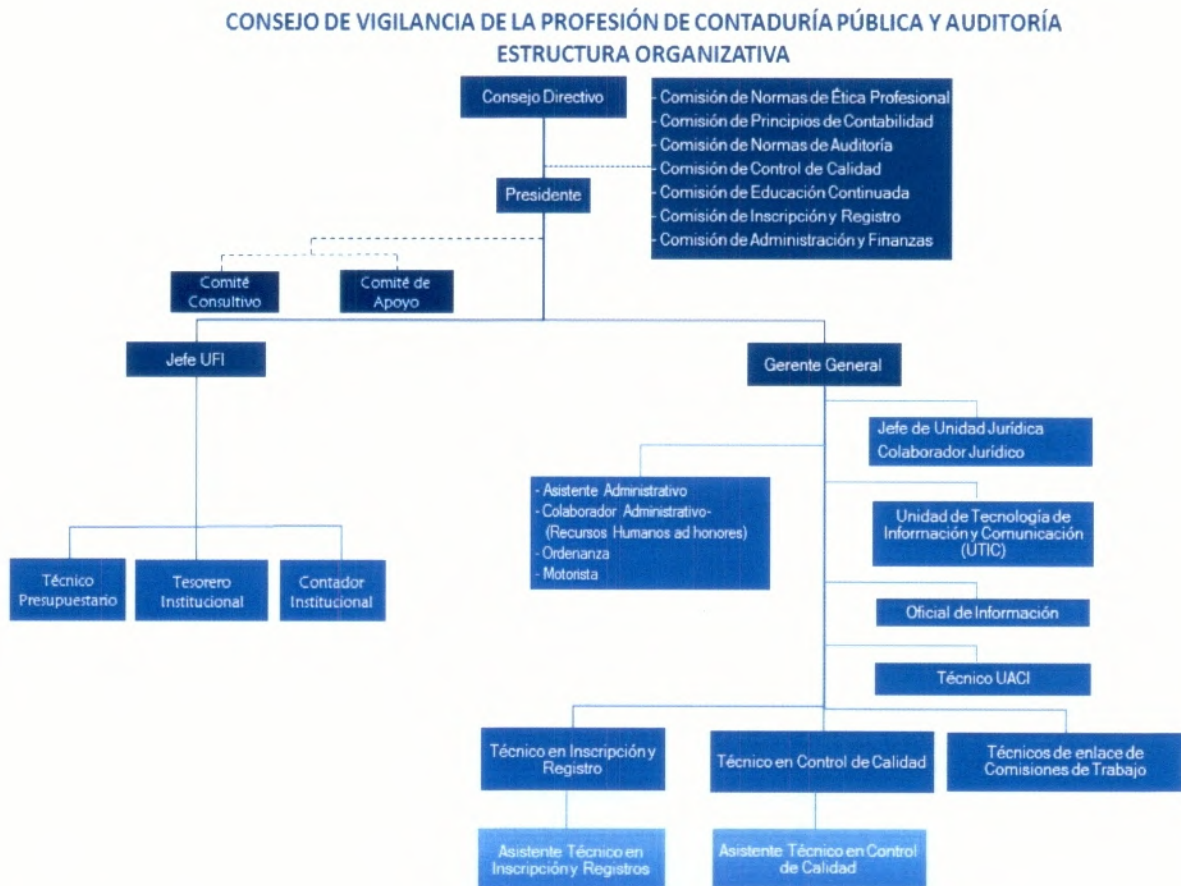 CONSEJO DE VIGILANCIA DE LA PROFESIÓN DE CONTADURÍA PÚBLICA Y AUDITORÍA
ESTRUCTURA ORGANIZATIVA
Consejo Directivo
- Comisión de Normas de Ética Profesional
- Comisión de Principios de Contabilidad
- Comisión de Normas de Auditoría
- Comisión de Control de Calidad
- Comisión de Educación Continuada
- Comisión de Inscripción y Registro
- Comisión de Administración y Finanzas
Presidente
Comité
Consultivo
Comité de
Apoyo
Jefe UFI
Gerente General
Jefe de Unidad Jurídica
Colaborador Jurídico
- Asistente Administrativo
- Colaborador Administrativo-
(Recursos Humanos ad honores)
- Ordenanza
- Motorista
Unidad de Tecnología de
Información y Comunicación
(UTIC)
Técnico
Presupuestario
Tesorero
Institucional
Contador
Institucional
Oficial de Información
Técnico UACI
Técnico en Inscripción y
Registro
Técnico en Control de Calidad
Técnicos de enlace de
Comisiones de Trabajo
Asistente Técnico en
Inscripción y Registros
Asistente Técnico en Control
de Calidad